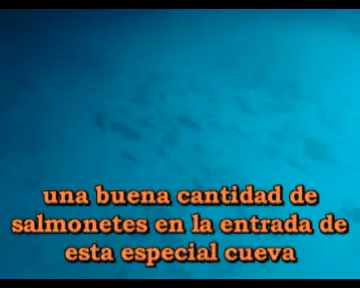 una buena cantidad de
salmonetes en la entrada de
esta especial cueva